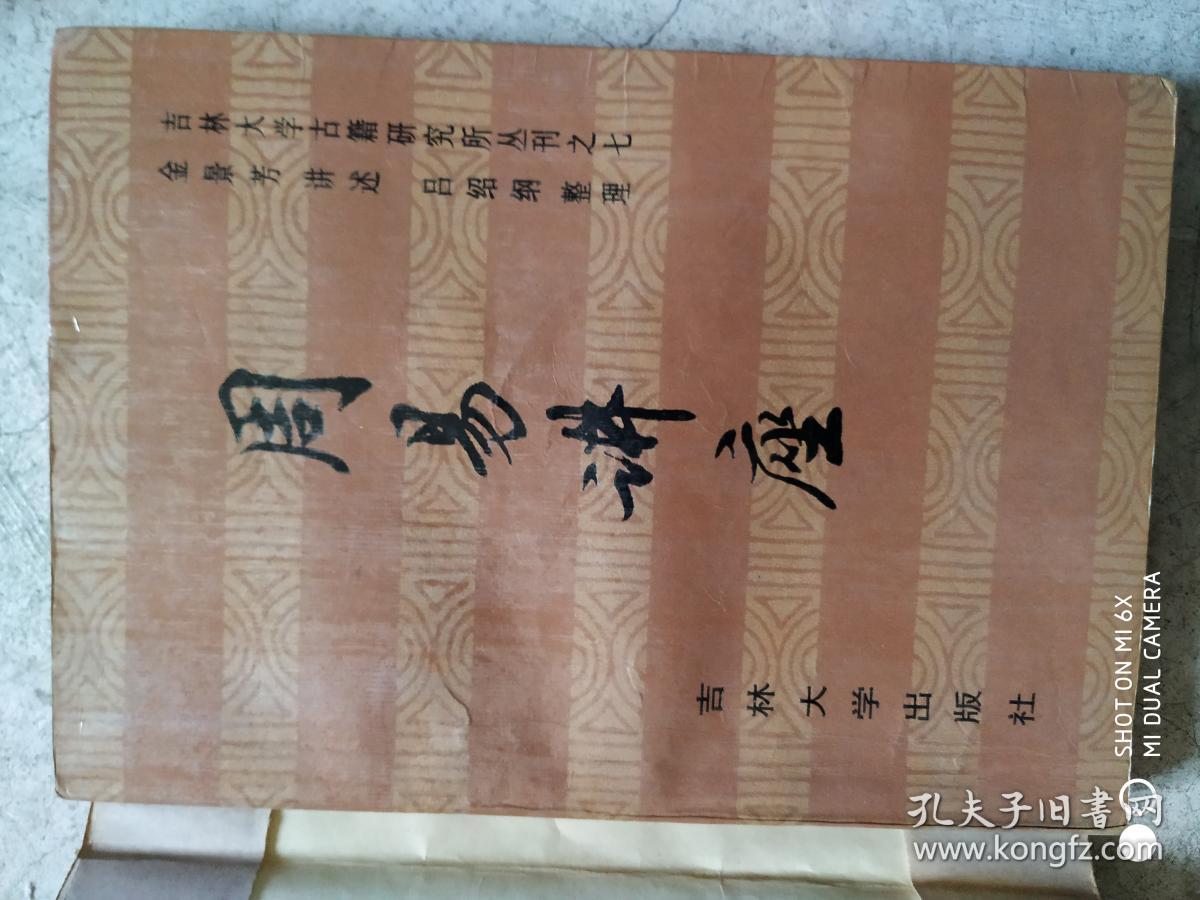 吉林大学古籍研究所丛刊之七
金景芳讲述 吕绍纲整理
周易讲座
吉林大学出版社
SHOT ON MI 6X
MI DUAL CAMERA
孔夫子旧书网
www.kongfz.com